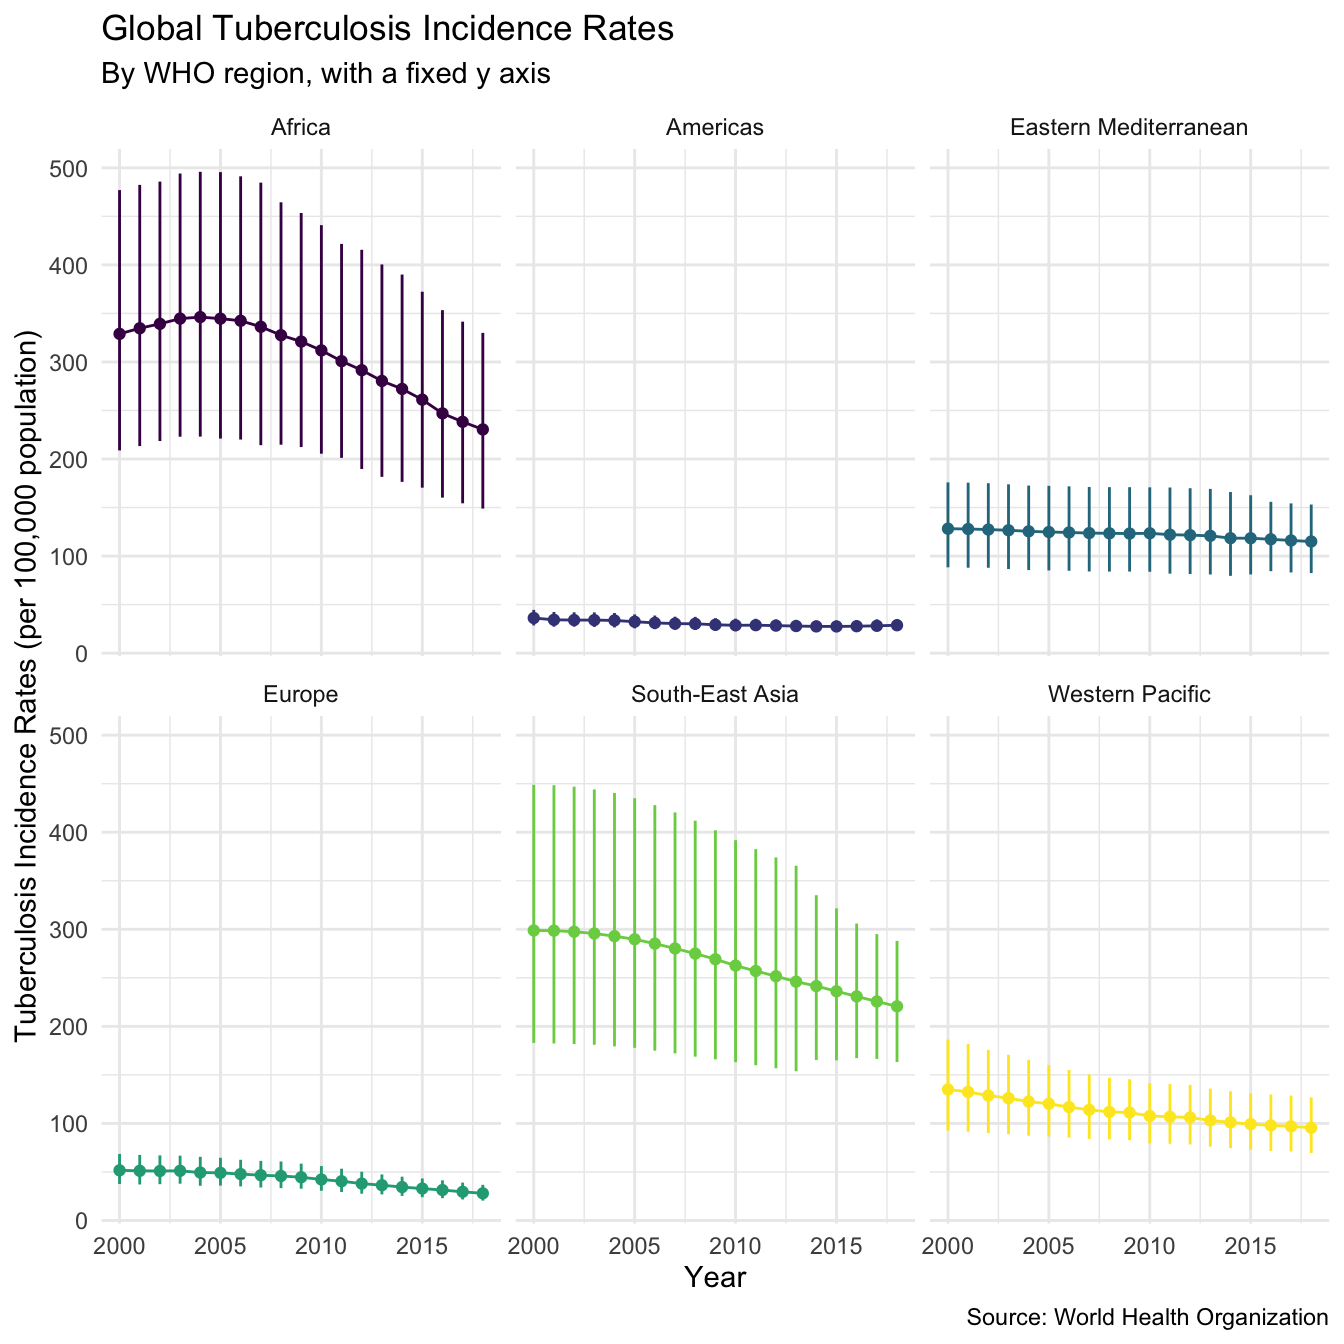 Global Tuberculosis Incidence Rates
By WHO region, with a fixed y axis
Africa
Americas
Eastern Mediterranean
500
400
300
200
100
0
Europe
South-East Asia
Western Pacific
500
400
300
200
100
0
2000 2005 2010 2015
2000 2005 2010 2015
2000 2005 2010 2015
Tuberculosis Incidence Rates (per 100,000 population)
Year
Source: World Health Organization